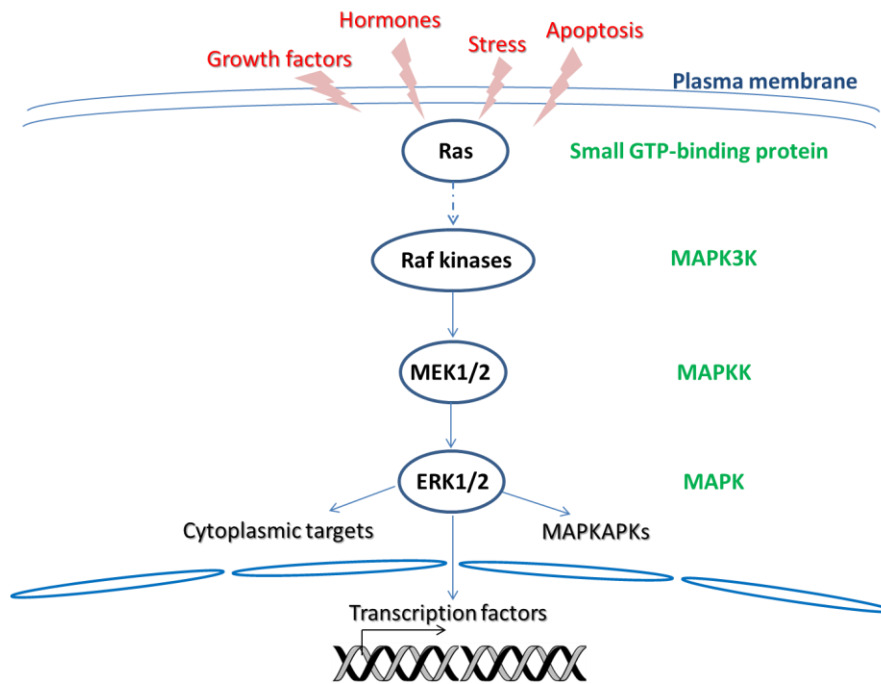 Hormones
Apoptosis
Stress
Growth factors
Plasma membrane
Ras
Small GTP-binding protein
Raf kinases
MAPK3K
MEK1/2
MAPKK
ERK1/2
MAPK
Cytoplasmic targets
MAPKAPKs
Transcription factors